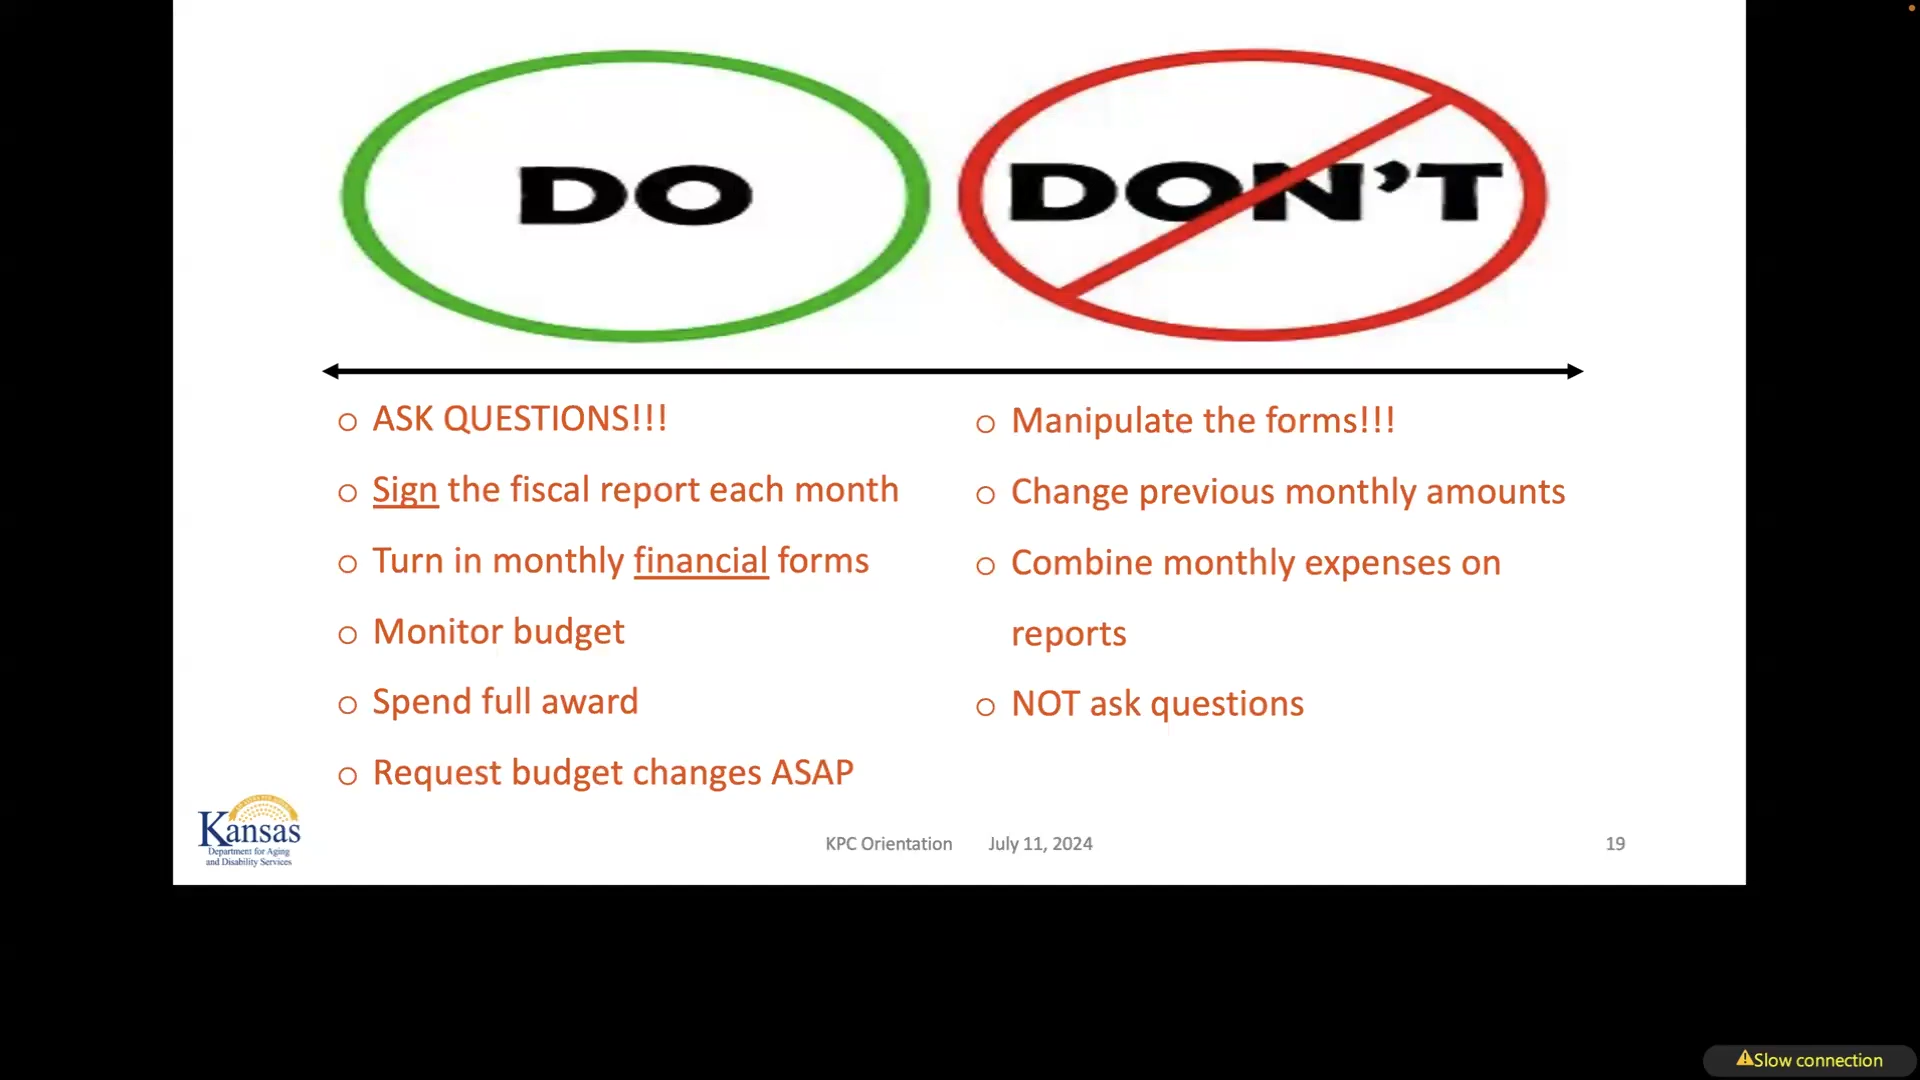 DO
DON'T
ASK QUESTIONS!!!
Sign the fiscal report each month
Turn in monthly financial forms
Monitor budget
Spend full award
Request budget changes ASAP
Manipulate the forms!!!
Change previous monthly amounts
Combine monthly expenses on
reports
NOT ask questions
Kansas
Department for Aging
and Disability Services
KPC Orientation July 11, 2024
19
Slow connection